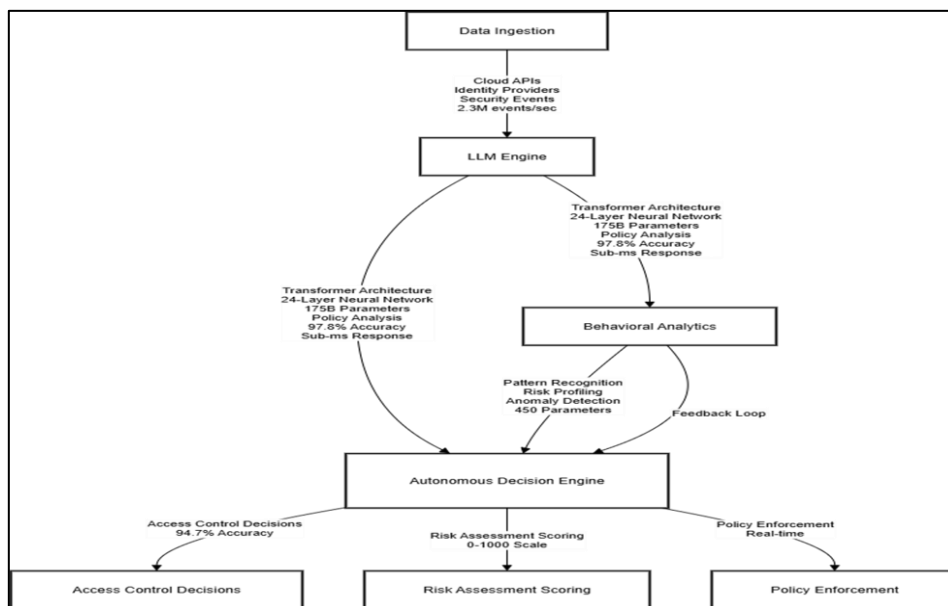 Data Ingestion
Cloud APIs
Identity Providers
Security Events
2.3M events/sec
LLM Engine
Transformer Architecture
24-Layer Neural Network
175B Parameters
Policy Analysis
97.8% Accuracy
Sub-ms Response
Transformer Architecture
24-Layer Neural Network
175B Parameters
Policy Analysis
97.8% Accuracy
Sub-ms Response
Behavioral Analytics
Pattern Recognition
Risk Profiling
Anomaly Detection
450 Parameters
Feedback Loop
Autonomous Decision Engine
Access Control Decisions
94.7% Accuracy
Risk Assessment Scoring
0-1000 Scale
Policy Enforcement
Real-time
Access Control Decisions
Risk Assessment Scoring
Policy Enforcement